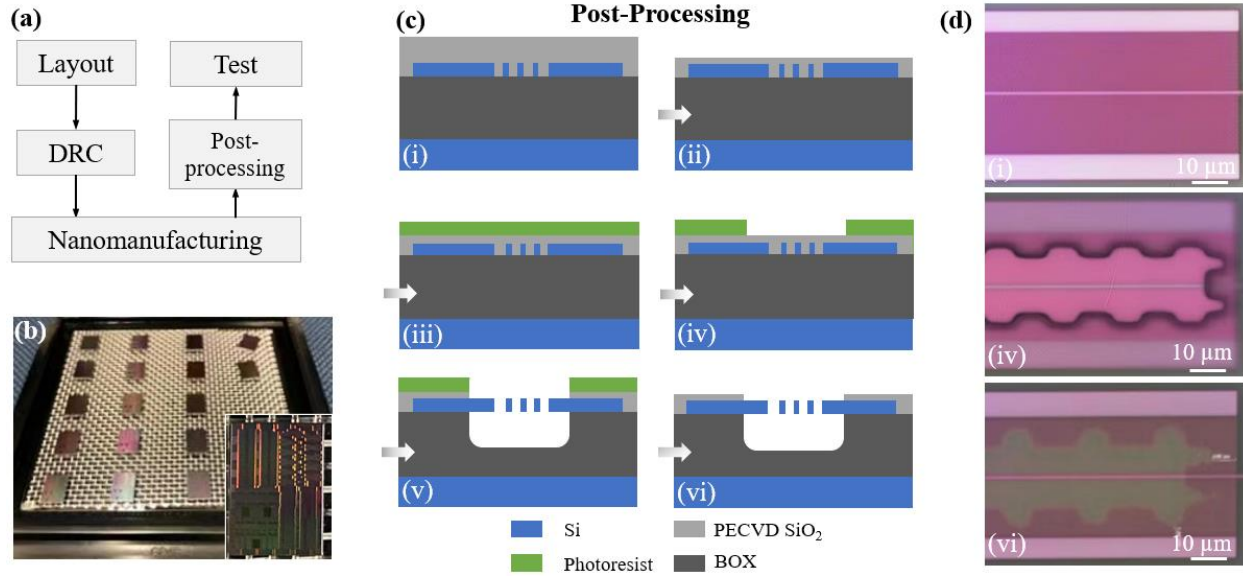 (a)
Layout
Test
DRC
Post-
processing
Nanomanufacturing
(b)
(c)
Post-Processing
(i)
(ii)
(iii)
(iv)
(v)
(vi)
Si
PECVD SiO₂
Photoresist
BOX
(d)
10 µm
(i)
10 µm
(iv)
10 µm
(vi)